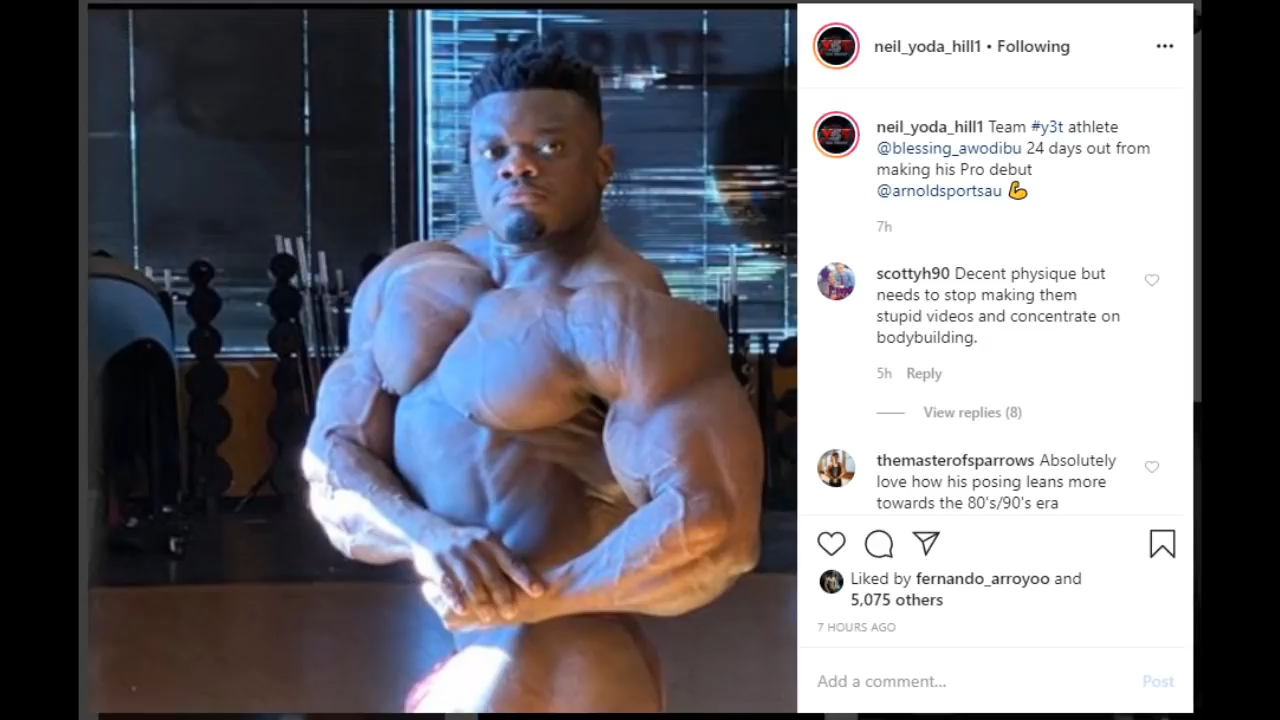 KARATE
neil_yoda_hill1 • Following
neil_yoda_hill1 Team #y3t athlete
@blessing_awodibu 24 days out from
making his Pro debut
@arnoldsportsau 💪
7h
scottyh90 Decent physique but
needs to stop making them
stupid videos and concentrate on
bodybuilding.
5h Reply
View replies (8)
themasterofsparrows Absolutely
love how his posing leans more
towards the 80's/90's era
Liked by fernando_arroyoo and
5,075 others
7 HOURS AGO
Add a comment... Post